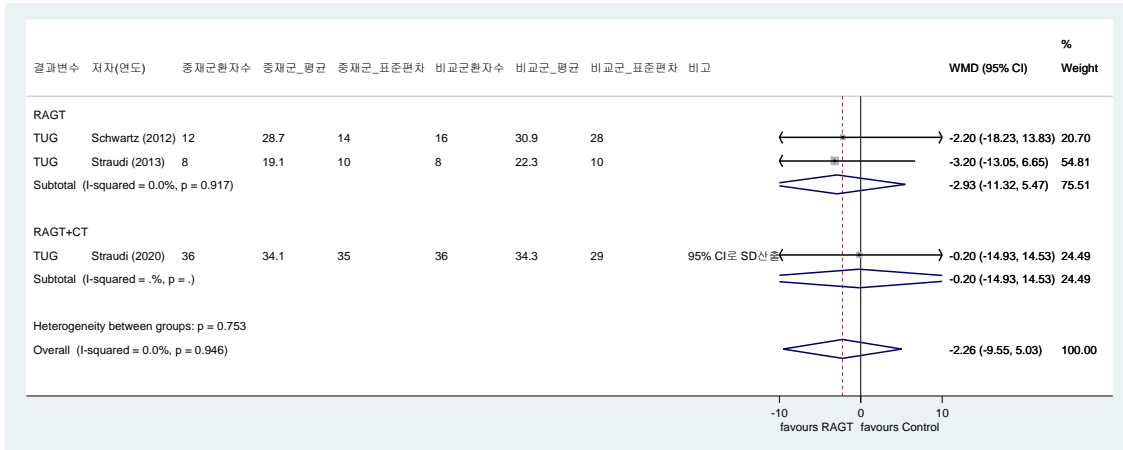 %
결과변수 저자(연도) 중재군환자수 중재군_평균 중재군_표준편차 비교군환자수 비교군_평균 비교군_표준편차 비고 WMD (95% CI) Weight
RAGT
TUG Schwartz (2012) 12 28.7 14 16 30.9 28 -2.20 (-18.23, 13.83) 20.70
TUG Straudi (2013) 8 19.1 10 8 22.3 10 -3.20 (-13.05, 6.65) 54.81
Subtotal (I-squared = 0.0%, p = 0.917) -2.93 (-11.32, 5.47) 75.51
RAGT+CT
TUG Straudi (2020) 36 34.1 35 36 34.3 29 95% CI로 SD산출 -0.20 (-14.93, 14.53) 24.49
Subtotal (I-squared = .%, p = .) -0.20 (-14.93, 14.53) 24.49
Heterogeneity between groups: p = 0.753
Overall (I-squared = 0.0%, p = 0.946) -2.26 (-9.55, 5.03) 100.00
-10 0 10
favours RAGT favours Control